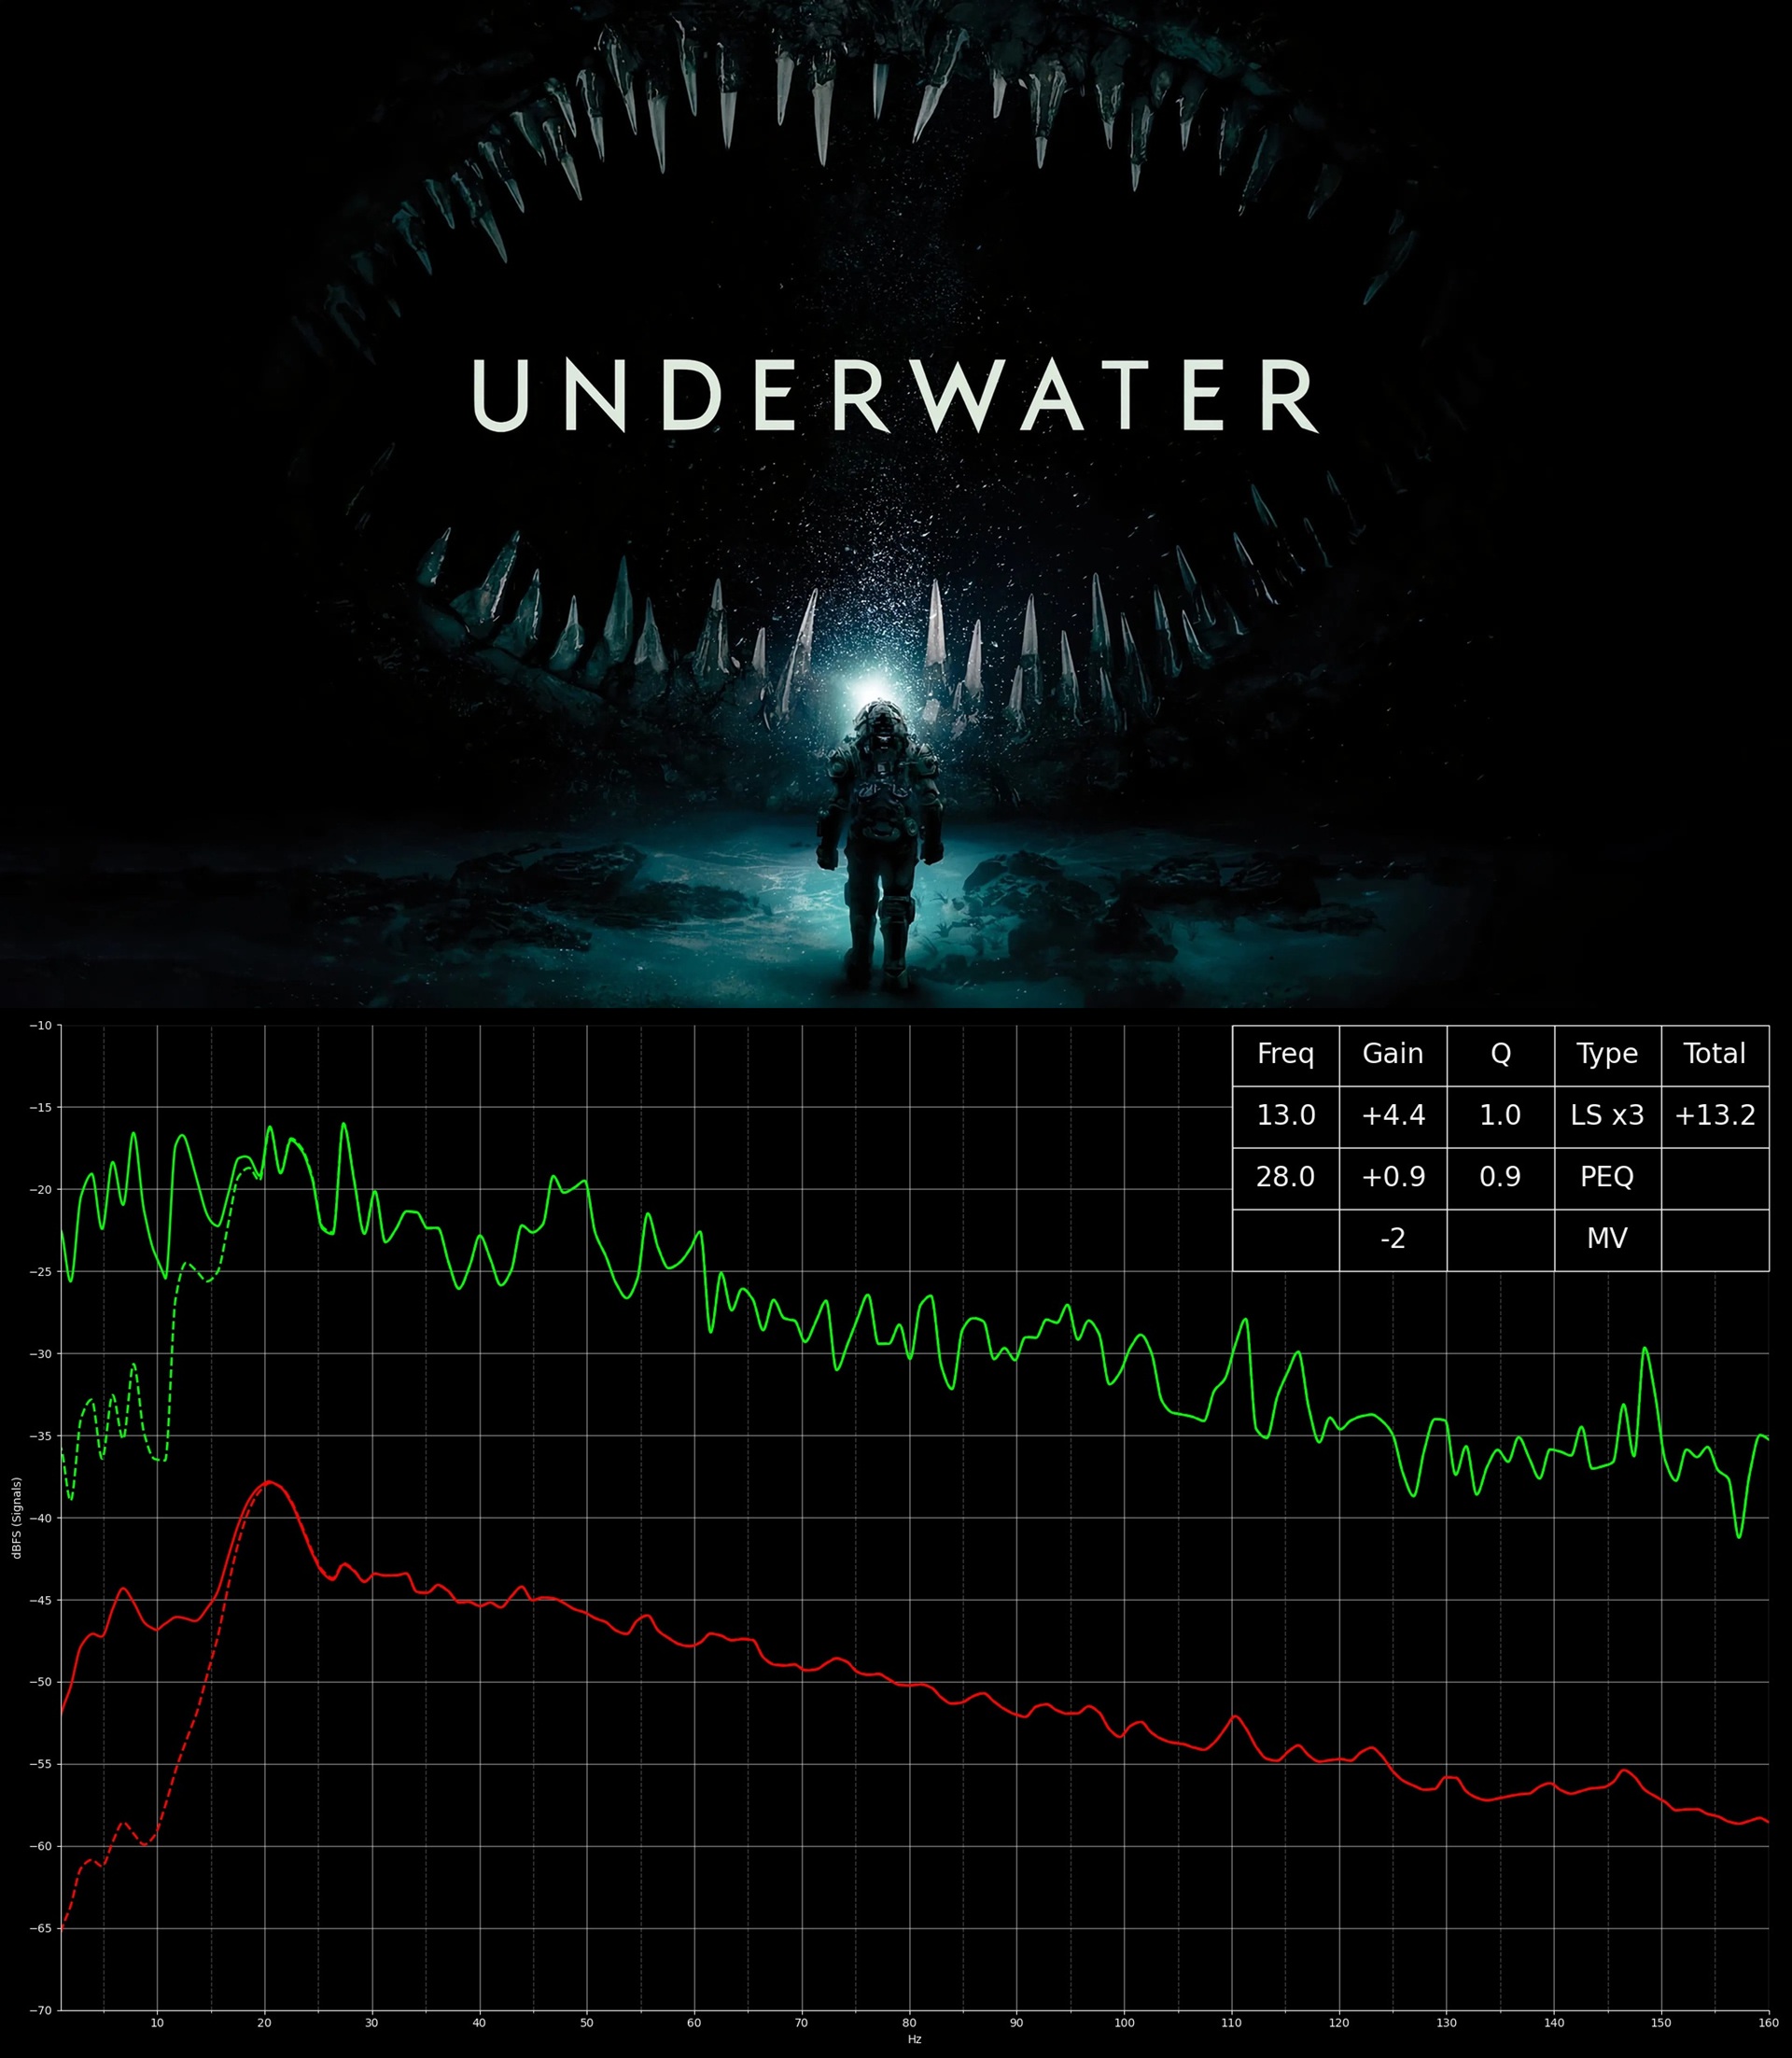 UNDERWATER
Freq Gain Q Type Total
13.0 +4.4 1.0 LS x3 +13.2
28.0 +0.9 0.9 PEQ
-2 MV
−10
−15
−20
−25
−30
−35
−40
−45
−50
−55
−60
−65
−70
dBFS (Signals)
10 20 30 40 50 60 70 80 90 100 110 120 130 140 150 160
Hz